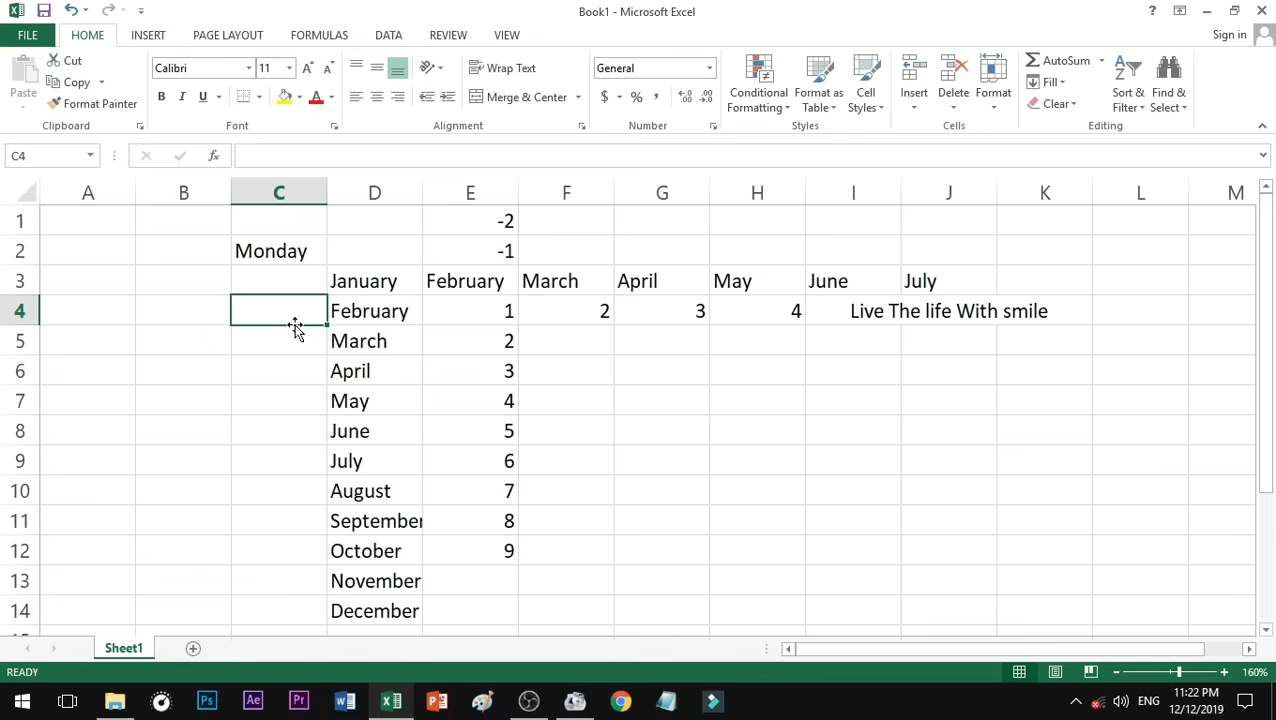 Book1 - Microsoft Excel
?
FILE HOME INSERT PAGE LAYOUT FORMULAS DATA REVIEW VIEW Sign in
Paste Cut Copy Format Painter
Clipboard
Calibri 11
B I U A
Font
Wrap Text
Merge & Center
Alignment
General
$ % ,
Number
Conditional Formatting Format as Table Cell Styles
Styles
Insert Delete Format
Cells
AutoSum Fill Clear
Sort & Filter Find & Select
Editing
C4 fx
A B C D E F G H I J K L M
1 -2
2 Monday -1
3 January February March April May June July
4 February 1 2 3 4 Live The life With smile
5 March 2
6 April 3
7 May 4
8 June 5
9 July 6
10 August 7
11 September 8
12 October 9
13 November
14 December
Sheet1
READY 160%
Ps Ae Pr ENG 11:22 PM
12/12/2019